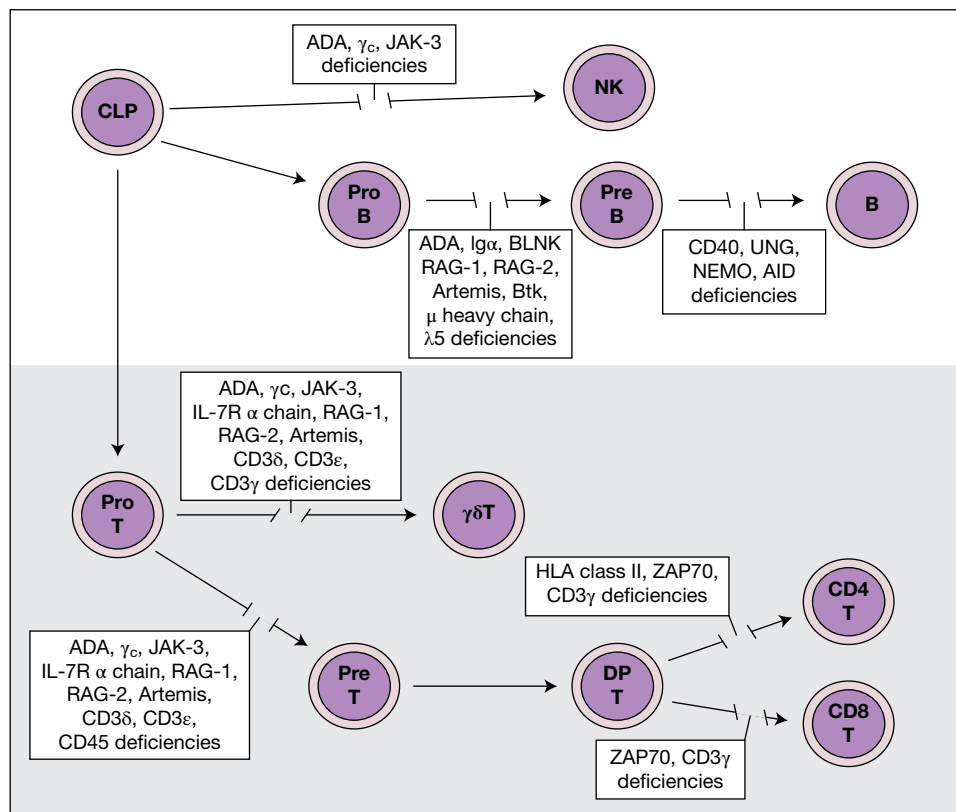 ADA, γc, JAK-3
deficiencies
CLP
NK
Pro
B
Pre
B
B
ADA, Igα, BLNK
RAG-1, RAG-2,
Artemis, Btk,
μ heavy chain,
λ5 deficiencies
CD40, UNG,
NEMO, AID
deficiencies
ADA, γc, JAK-3,
IL-7R α chain, RAG-1,
RAG-2, Artemis,
CD3δ, CD3ε,
CD3γ deficiencies
Pro
T
γδT
HLA class II, ZAP70,
CD3γ deficiencies
CD4
T
ADA, γc, JAK-3,
IL-7R α chain, RAG-1,
RAG-2, Artemis,
CD3δ, CD3ε,
CD45 deficiencies
Pre
T
DP
T
CD8
T
ZAP70, CD3γ
deficiencies